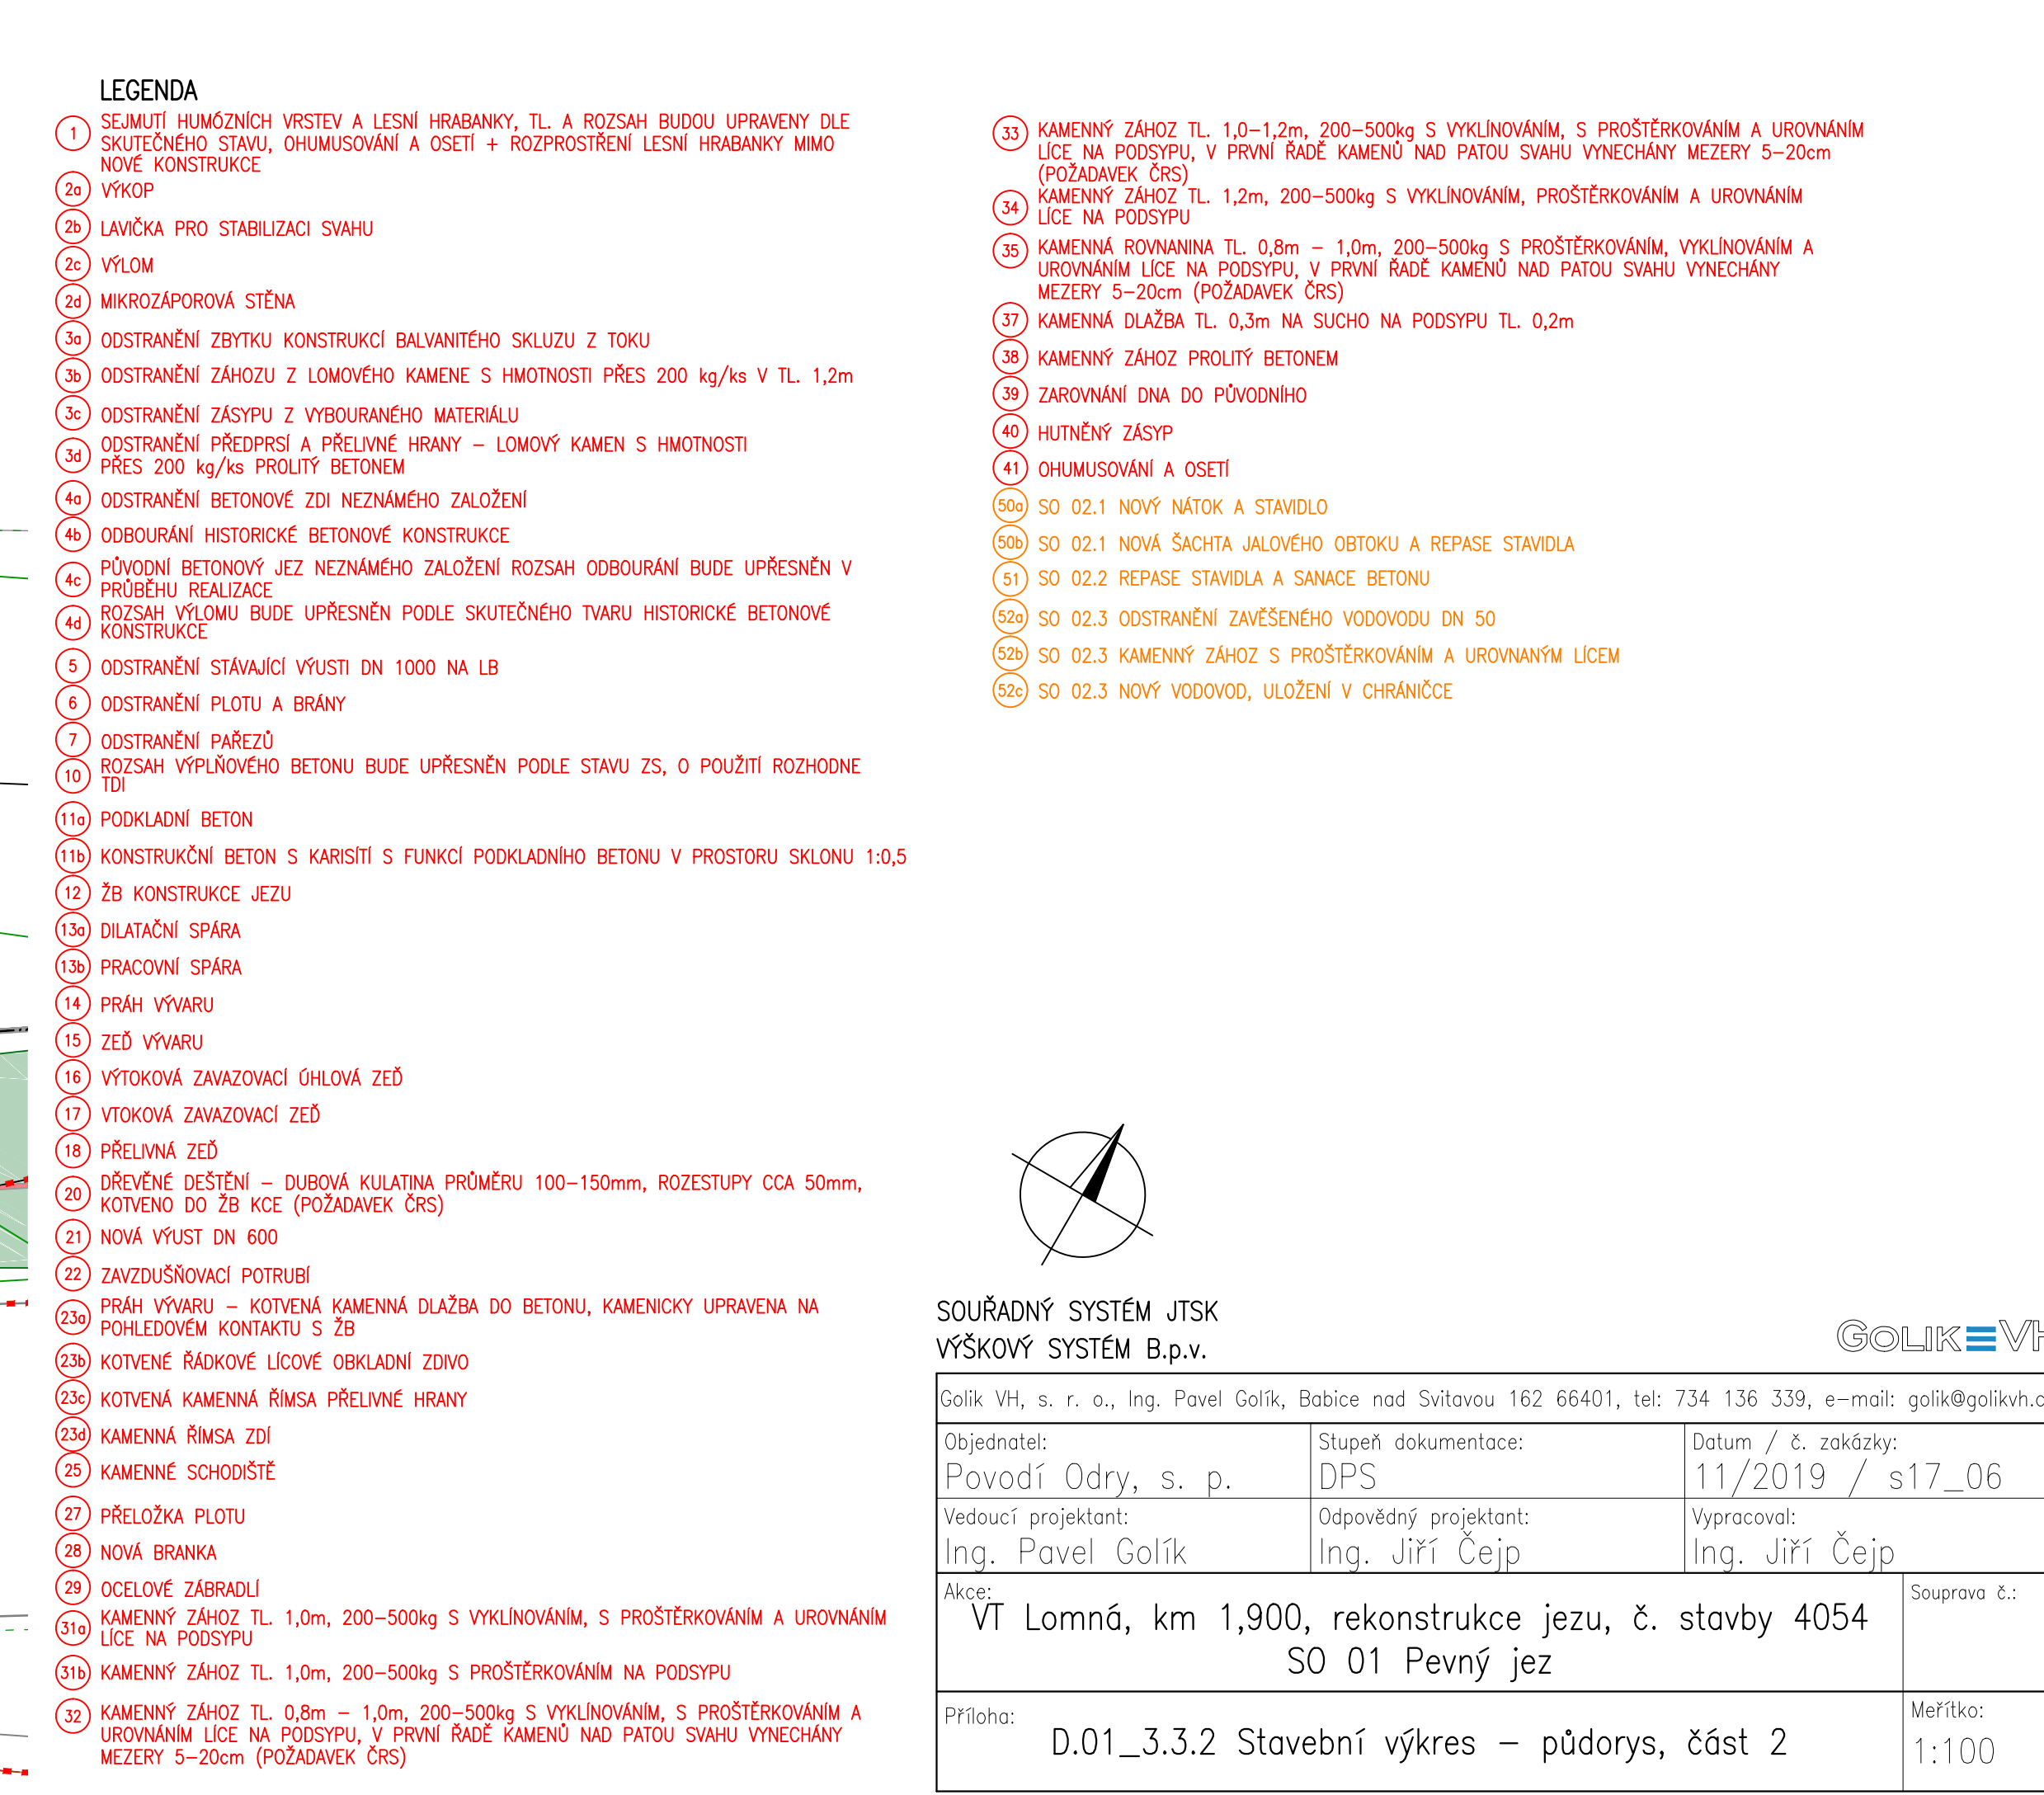 LEGENDA
1 SEJMUTÍ HUMÓZNÍCH VRSTEV A LESNÍ HRABANKY, TL. A ROZSAH BUDOU UPRAVENY DLE
SKUTEČNÉHO STAVU, OHUMUSOVÁNÍ A OSETÍ + ROZPROSTŘENÍ LESNÍ HRABANKY MIMO
NOVÉ KONSTRUKCE
2a VÝKOP
2b LAVIČKA PRO STABILIZACI SVAHU
2c VÝLOM
2d MIKROZÁPOROVÁ STĚNA
3a ODSTRANĚNÍ ZBYTKU KONSTRUKCÍ BALVANITÉHO SKLUZU Z TOKU
3b ODSTRANĚNÍ ZÁHOZU Z LOMOVÉHO KAMENE S HMOTNOSTI PŘES 200 kg/ks V TL. 1,2m
3c ODSTRANĚNÍ ZÁSYPU Z VYBOURANÉHO MATERIÁLU
3d ODSTRANĚNÍ PŘEDPRSÍ A PŘELIVNÉ HRANY – LOMOVÝ KAMEN S HMOTNOSTI
PŘES 200 kg/ks PROLITÝ BETONEM
4a ODSTRANĚNÍ BETONOVÉ ZDI NEZNÁMÉHO ZALOŽENÍ
4b ODBOURÁNÍ HISTORICKÉ BETONOVÉ KONSTRUKCE
4c PŮVODNÍ BETONOVÝ JEZ NEZNÁMÉHO ZALOŽENÍ ROZSAH ODBOURÁNÍ BUDE UPŘESNĚN V
PRŮBĚHU REALIZACE
4d ROZSAH VÝLOMU BUDE UPŘESNĚN PODLE SKUTEČNÉHO TVARU HISTORICKÉ BETONOVÉ
KONSTRUKCE
5 ODSTRANĚNÍ STÁVAJÍCÍ VÝUSTI DN 1000 NA LB
6 ODSTRANĚNÍ PLOTU A BRÁNY
7 ODSTRANĚNÍ PAŘEZŮ
10 ROZSAH VÝPLŇOVÉHO BETONU BUDE UPŘESNĚN PODLE STAVU ZS, O POUŽITÍ ROZHODNE
TDI
11a PODKLADNÍ BETON
11b KONSTRUKČNÍ BETON S KARISÍTÍ S FUNKCÍ PODKLADNÍHO BETONU V PROSTORU SKLONU 1:0,5
12 ŽB KONSTRUKCE JEZU
13a DILATAČNÍ SPÁRA
13b PRACOVNÍ SPÁRA
14 PRÁH VÝVARU
15 ZEĎ VÝVARU
16 VÝTOKOVÁ ZAVAZOVACÍ ÚHLOVÁ ZEĎ
17 VTOKOVÁ ZAVAZOVACÍ ZEĎ
18 PŘELIVNÁ ZEĎ
20 DŘEVĚNÉ DEŠTĚNÍ – DUBOVÁ KULATINA PRŮMĚRU 100–150mm, ROZESTUPY CCA 50mm,
KOTVENO DO ŽB KCE (POŽADAVEK ČRS)
21 NOVÁ VÝUST DN 600
22 ZAVZDUŠŇOVACÍ POTRUBÍ
23a PRÁH VÝVARU – KOTVENÁ KAMENNÁ DLAŽBA DO BETONU, KAMENICKY UPRAVENA NA
POHLEDOVÉM KONTAKTU S ŽB
23b KOTVENÉ ŘÁDKOVÉ LÍCOVÉ OBKLADNÍ ZDIVO
23c KOTVENÁ KAMENNÁ ŘÍMSA PŘELIVNÉ HRANY
23d KAMENNÁ ŘÍMSA ZDÍ
25 KAMENNÉ SCHODIŠTĚ
27 PŘELOŽKA PLOTU
28 NOVÁ BRANKA
29 OCELOVÉ ZÁBRADLÍ
31a KAMENNÝ ZÁHOZ TL. 1,0m, 200–500kg S VYKLÍNOVÁNÍM, S PROŠTĚRKOVÁNÍM A UROVNÁNÍM
LÍCE NA PODSYPU
31b KAMENNÝ ZÁHOZ TL. 1,0m, 200–500kg S PROŠTĚRKOVÁNÍM NA PODSYPU
32 KAMENNÝ ZÁHOZ TL. 0,8m – 1,0m, 200–500kg S VYKLÍNOVÁNÍM, S PROŠTĚRKOVÁNÍM A
UROVNÁNÍM LÍCE NA PODSYPU, V PRVNÍ ŘADĚ KAMENŮ NAD PATOU SVAHU VYNECHÁNY
MEZERY 5–20cm (POŽADAVEK ČRS)
33 KAMENNÝ ZÁHOZ TL. 1,0–1,2m, 200–500kg S VYKLÍNOVÁNÍM, S PROŠTĚRKOVÁNÍM A UROVNÁNÍM
LÍCE NA PODSYPU, V PRVNÍ ŘADĚ KAMENŮ NAD PATOU SVAHU VYNECHÁNY MEZERY 5–20cm
(POŽADAVEK ČRS)
34 KAMENNÝ ZÁHOZ TL. 1,2m, 200–500kg S VYKLÍNOVÁNÍM, PROŠTĚRKOVÁNÍM A UROVNÁNÍM
LÍCE NA PODSYPU
35 KAMENNÁ ROVNANINA TL. 0,8m – 1,0m, 200–500kg S PROŠTĚRKOVÁNÍM, VYKLÍNOVÁNÍM A
UROVNÁNÍM LÍCE NA PODSYPU, V PRVNÍ ŘADĚ KAMENŮ NAD PATOU SVAHU VYNECHÁNY
MEZERY 5–20cm (POŽADAVEK ČRS)
37 KAMENNÁ DLAŽBA TL. 0,3m NA SUCHO NA PODSYPU TL. 0,2m
38 KAMENNÝ ZÁHOZ PROLITÝ BETONEM
39 ZAROVNÁNÍ DNA DO PŮVODNÍHO
40 HUTNĚNÝ ZÁSYP
41 OHUMUSOVÁNÍ A OSETÍ
50a SO 02.1 NOVÝ NÁTOK A STAVIDLO
50b SO 02.1 NOVÁ ŠACHTA JALOVÉHO OBTOKU A REPASE STAVIDLA
51 SO 02.2 REPASE STAVIDLA A SANACE BETONU
52a SO 02.3 ODSTRANĚNÍ ZAVĚŠENÉHO VODOVODU DN 50
52b SO 02.3 KAMENNÝ ZÁHOZ S PROŠTĚRKOVÁNÍM A UROVNANÝM LÍCEM
52c SO 02.3 NOVÝ VODOVOD, ULOŽENÍ V CHRÁNIČCE
SOUŘADNÝ SYSTÉM JTSK
VÝŠKOVÝ SYSTÉM B.p.v.
GOLIK VH
Golik VH, s. r. o., Ing. Pavel Golík, Babice nad Svitavou 162 66401, tel: 734 136 339, e–mail: golik@golikvh.c
Objednatel: Stupeň dokumentace: Datum / č. zakázky:
Povodí Odry, s. p. DPS 11/2019 / s17_06
Vedoucí projektant: Odpovědný projektant: Vypracoval:
Ing. Pavel Golík Ing. Jiří Čejp Ing. Jiří Čejp
Akce: Souprava č.:
VT Lomná, km 1,900, rekonstrukce jezu, č. stavby 4054
SO 01 Pevný jez
Příloha: Meřítko:
D.01_3.3.2 Stavební výkres – půdorys, část 2 1:100